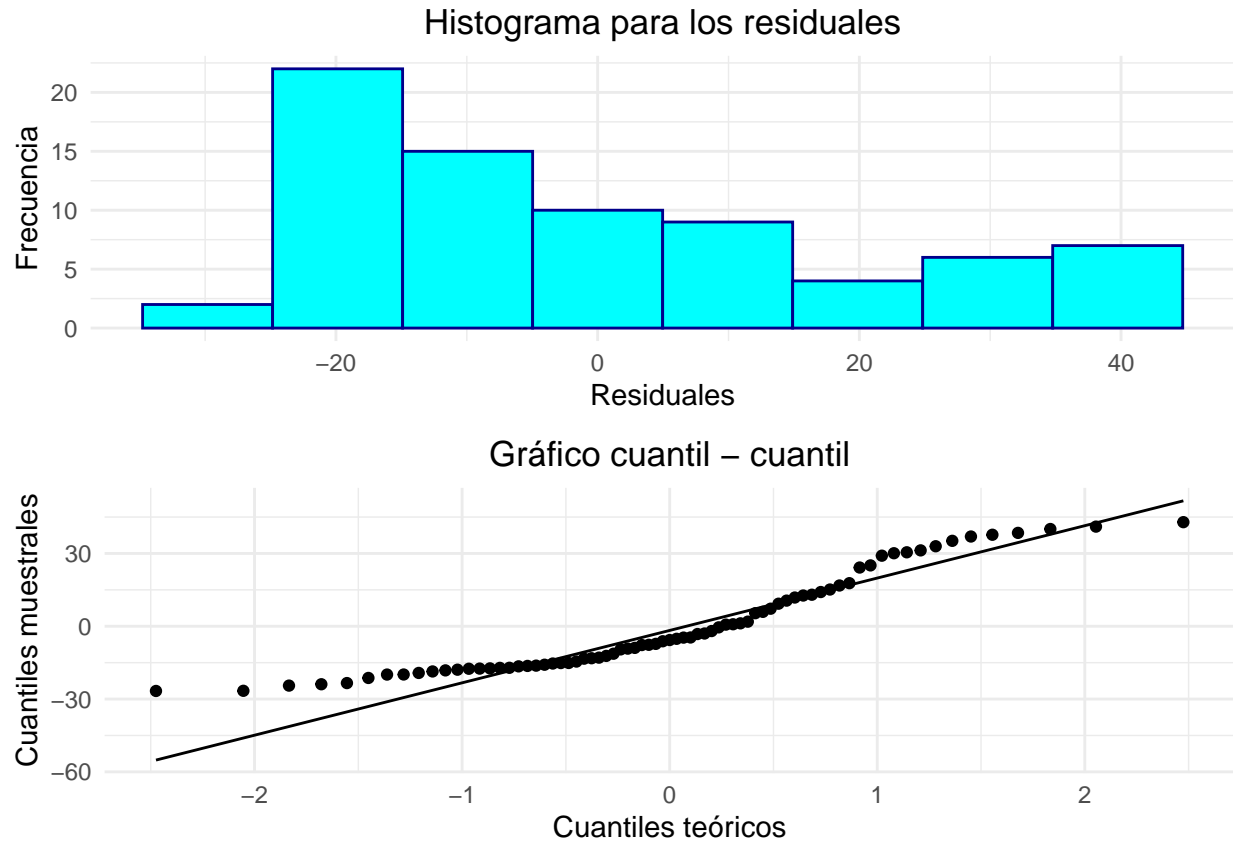 Histograma para los residuales
20
15
10
5
0
Frecuencia
−20 0 20 40
Residuales
Gráfico cuantil − cuantil
30
0
−30
−60
Cuantiles muestrales
−2 −1 0 1 2
Cuantiles teóricos